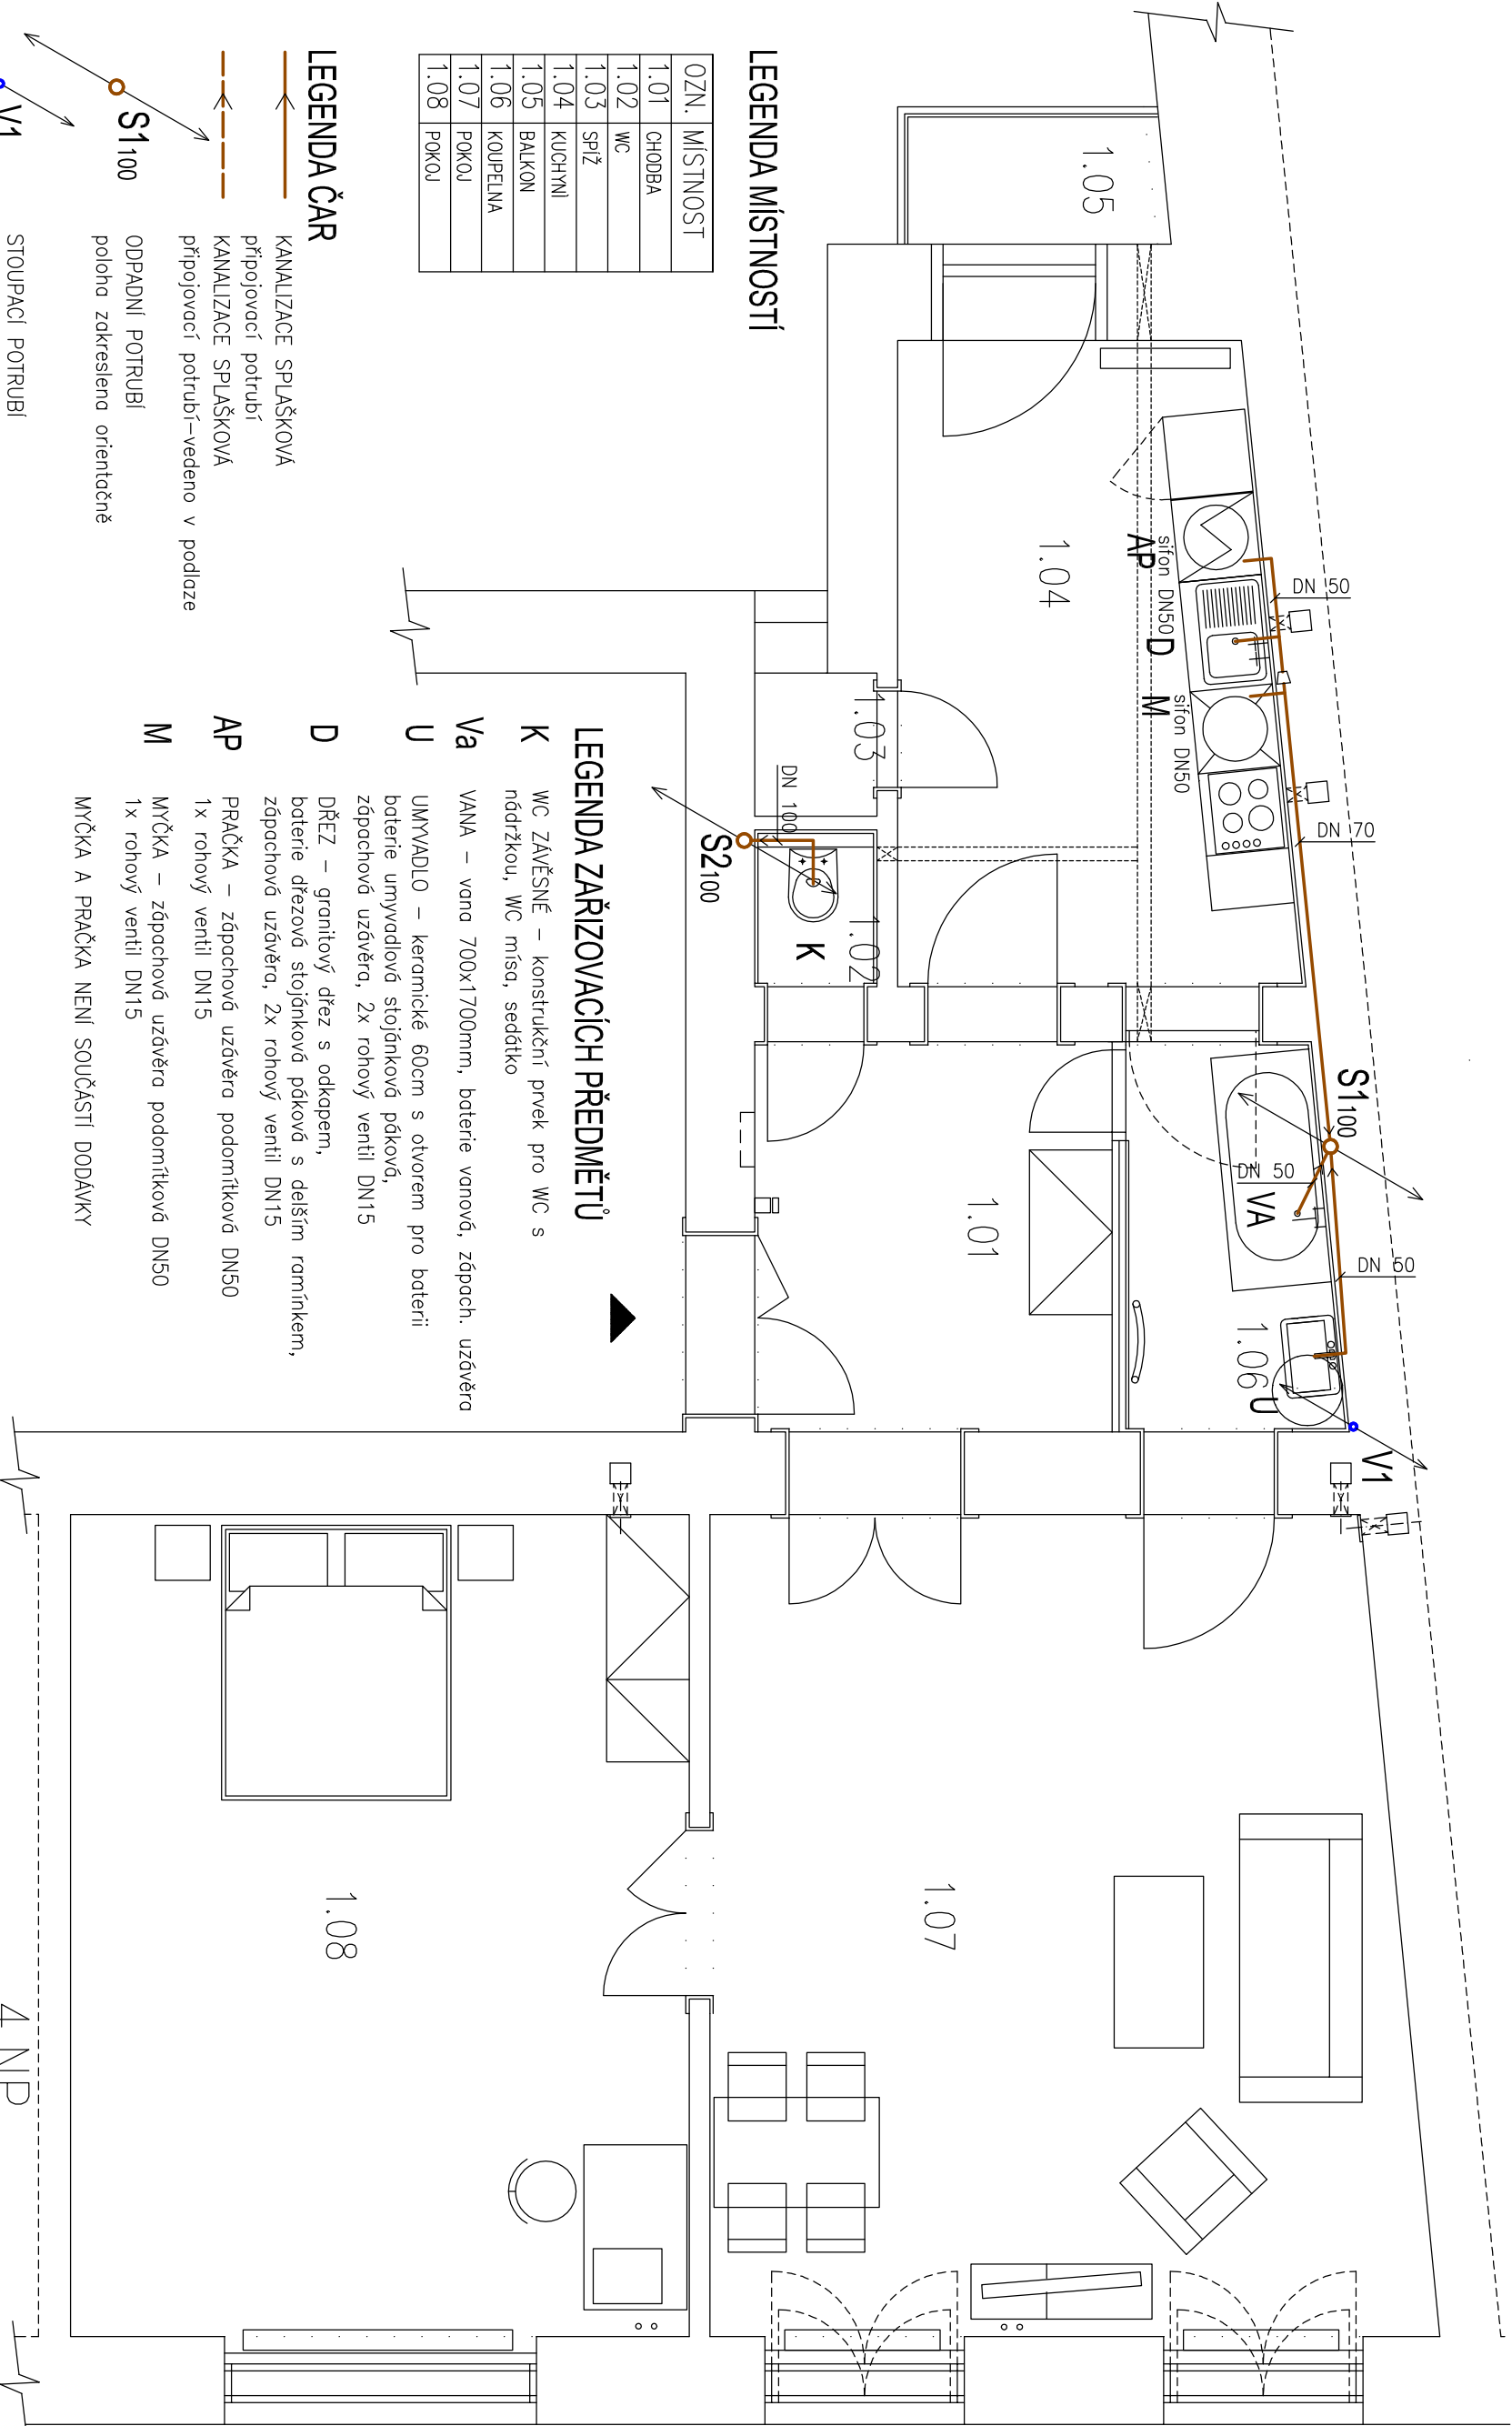 LEGENDA MÍSTNOSTÍ
OZN. MÍSTNOST
1.01 CHODBA
1.02 WC
1.03 SPÍŽ
1.04 KUCHYNÌ
1.05 BALKON
1.06 KOUPELNA
1.07 POKOJ
1.08 POKOJ
LEGENDA ČAR
KANALIZACE SPLAŠKOVÁ
připojovací potrubí
KANALIZACE SPLAŠKOVÁ
připojovací potrubí-vedeno v podlaze
S1100
ODPADNÍ POTRUBÍ
poloha zakreslena orientačně
V1
STOUPACÍ POTRUBÍ
LEGENDA ZAŘIZOVACÍCH PŘEDMĚTŮ
K WC ZÁVĚSNÉ – konstrukční prvek pro WC s
nádržkou, WC mísa, sedátko
Va VANA – vana 700x1700mm, baterie vanová, zápach. uzávěra
U UMYVADLO – keramické 60cm s otvorem pro baterii
baterie umyvadlová stojánková páková,
zápachová uzávěra, 2x rohový ventil DN15
D DŘEZ – granitový dřez s odkapem,
baterie dřezová stojánková páková s delším ramínkem,
zápachová uzávěra, 2x rohový ventil DN15
AP PRAČKA – zápachová uzávěra podomítková DN50
1x rohový ventil DN15
M MYČKA – zápachová uzávěra podomítková DN50
1x rohový ventil DN15
MYČKA A PRAČKA NENÍ SOUČÁSTÍ DODÁVKY
1.05
1.04
AP
sifon DN50
D
M
sifon DN50
DN 50
DN 70
1.03
DN 100
S2100
K
1.02
S1100
DN 50
VA
DN 50
1.06
U
V1
1.01
1.07
1.08
4.NP